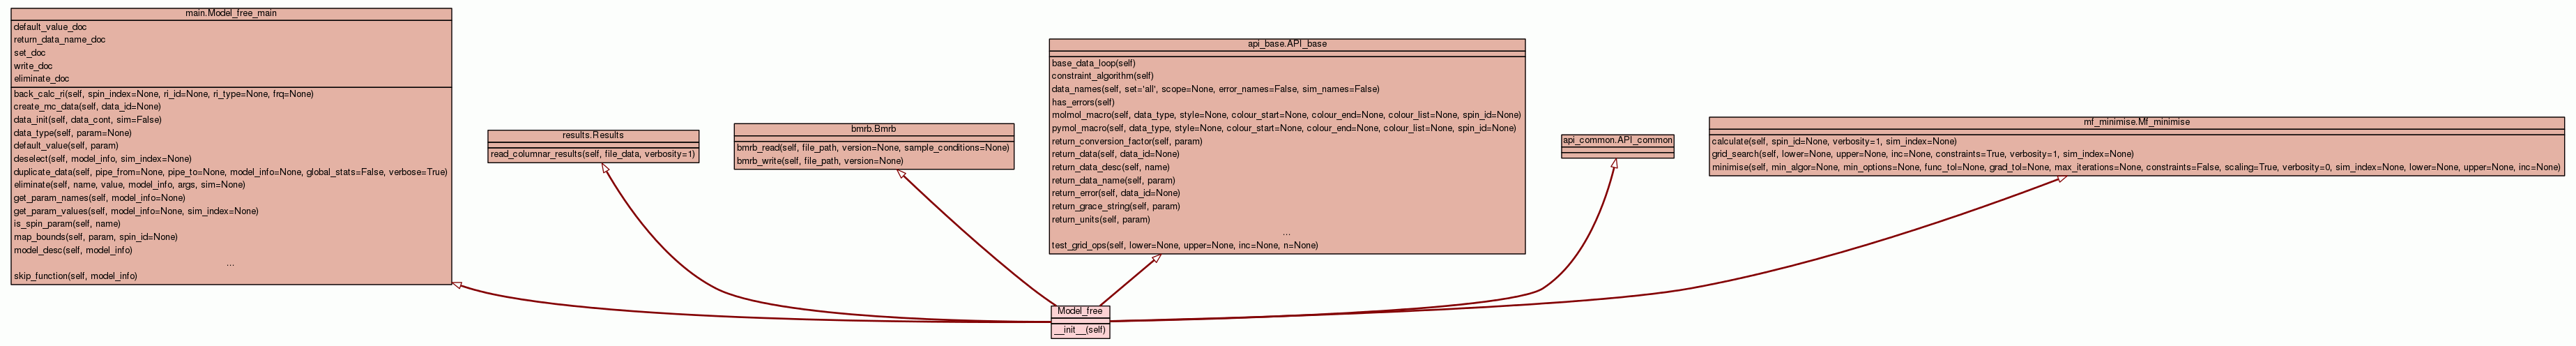 main.Model_free_main
default_value_doc
return_data_name_doc
set_doc
write_doc
eliminate_doc
back_calc_ri(self, spin_index=None, ri_id=None, ri_type=None, frq=None)
create_mc_data(self, data_id=None)
data_init(self, data_cont, sim=False)
data_type(self, param=None)
default_value(self, param)
deselect(self, model_info, sim_index=None)
duplicate_data(self, pipe_from=None, pipe_to=None, model_info=None, global_stats=False, verbose=True)
eliminate(self, name, value, model_info, args, sim=None)
get_param_names(self, model_info=None)
get_param_values(self, model_info=None, sim_index=None)
is_spin_param(self, name)
map_bounds(self, param, spin_id=None)
model_desc(self, model_info)
...
skip_function(self, model_info)
results.Results
read_columnar_results(self, file_data, verbosity=1)
bmrb.Bmrb
bmrb_read(self, file_path, version=None, sample_conditions=None)
bmrb_write(self, file_path, version=None)
api_base.API_base
base_data_loop(self)
constraint_algorithm(self)
data_names(self, set='all', scope=None, error_names=False, sim_names=False)
has_errors(self)
molmol_macro(self, data_type, style=None, colour_start=None, colour_end=None, colour_list=None, spin_id=None)
pymol_macro(self, data_type, style=None, colour_start=None, colour_end=None, colour_list=None, spin_id=None)
return_conversion_factor(self, param)
return_data(self, data_id=None)
return_data_desc(self, name)
return_data_name(self, param)
return_error(self, data_id=None)
return_grace_string(self, param)
return_units(self, param)
...
test_grid_ops(self, lower=None, upper=None, inc=None, n=None)
api_common.API_common
mf_minimise.Mf_minimise
calculate(self, spin_id=None, verbosity=1, sim_index=None)
grid_search(self, lower=None, upper=None, inc=None, constraints=True, verbosity=1, sim_index=None)
minimise(self, min_algor=None, min_options=None, func_tol=None, grad_tol=None, max_iterations=None, constraints=False, scaling=True, verbosity=0, sim_index=None, lower=None, upper=None, inc=None)
Model_free
__init__(self)